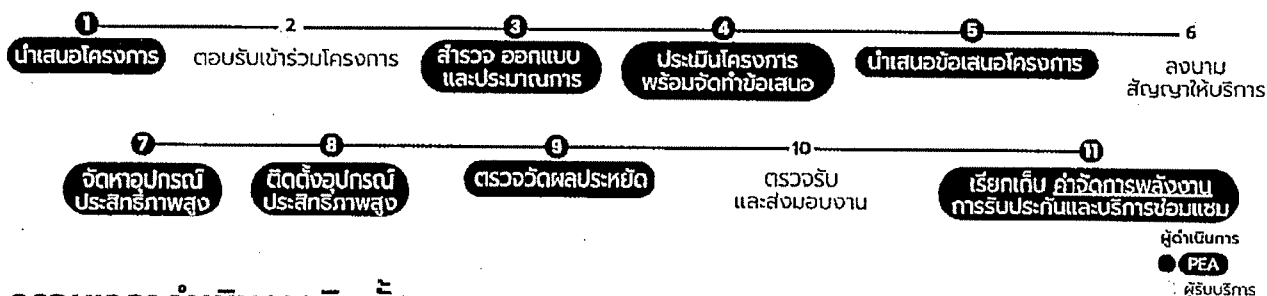 1
นำเสนอโครงการ
2
ตอบรับเข้าร่วมโครงการ
3
สำรวจ ออกแบบ
และประมาณการ
4
ประเมินโครงการ
พร้อมจัดทำข้อเสนอ
5
นำเสนอข้อเสนอโครงการ
6
ลงนาม
สัญญาให้บริการ
7
จัดหาอุปกรณ์
ประสิทธิภาพสูง
8
ติดตั้งอุปกรณ์
ประสิทธิภาพสูง
9
ตรวจวัดผลประหยัด
10
ตรวจรับ
และส่งมอบงาน
11
เรียกเก็บ ค่าจัดการพลังงาน
การรับประกันและบริการซ่อมแซม
ผู้ดำเนินการ
PEA
ผู้รับบริการ